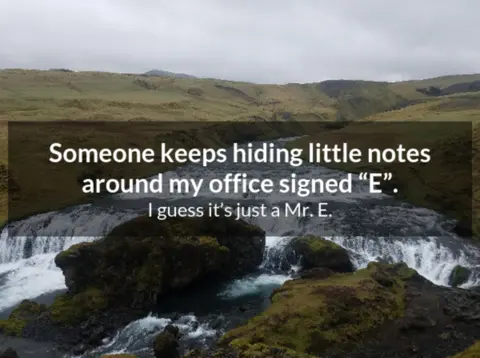 Someone keeps hiding little notes
around my office signed “E”.
I guess it's just a Mr. E.